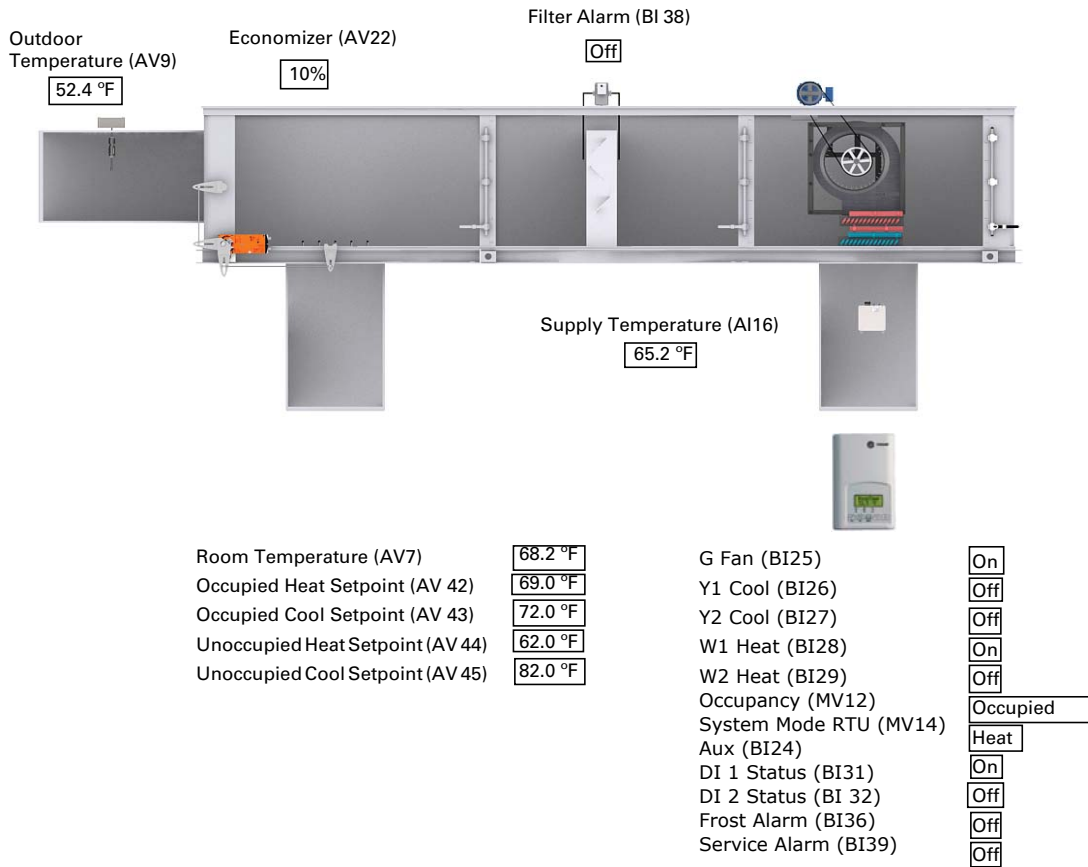 Filter Alarm (BI 38)
Off
Outdoor
Temperature (AV9)
52.4 °F
Economizer (AV22)
10%
Supply Temperature (AI16)
65.2 °F
Room Temperature (AV7) 68.2 °F
Occupied Heat Setpoint (AV 42) 69.0 °F
Occupied Cool Setpoint (AV 43) 72.0 °F
Unoccupied Heat Setpoint (AV 44) 62.0 °F
Unoccupied Cool Setpoint (AV 45) 82.0 °F
G Fan (BI25) On
Y1 Cool (BI26) Off
Y2 Cool (BI27) Off
W1 Heat (BI28) On
W2 Heat (BI29) Off
Occupancy (MV12) Occupied
System Mode RTU (MV14) Heat
Aux (BI24) On
DI 1 Status (BI31) Off
DI 2 Status (BI 32) Off
Frost Alarm (BI36) Off
Service Alarm (BI39)